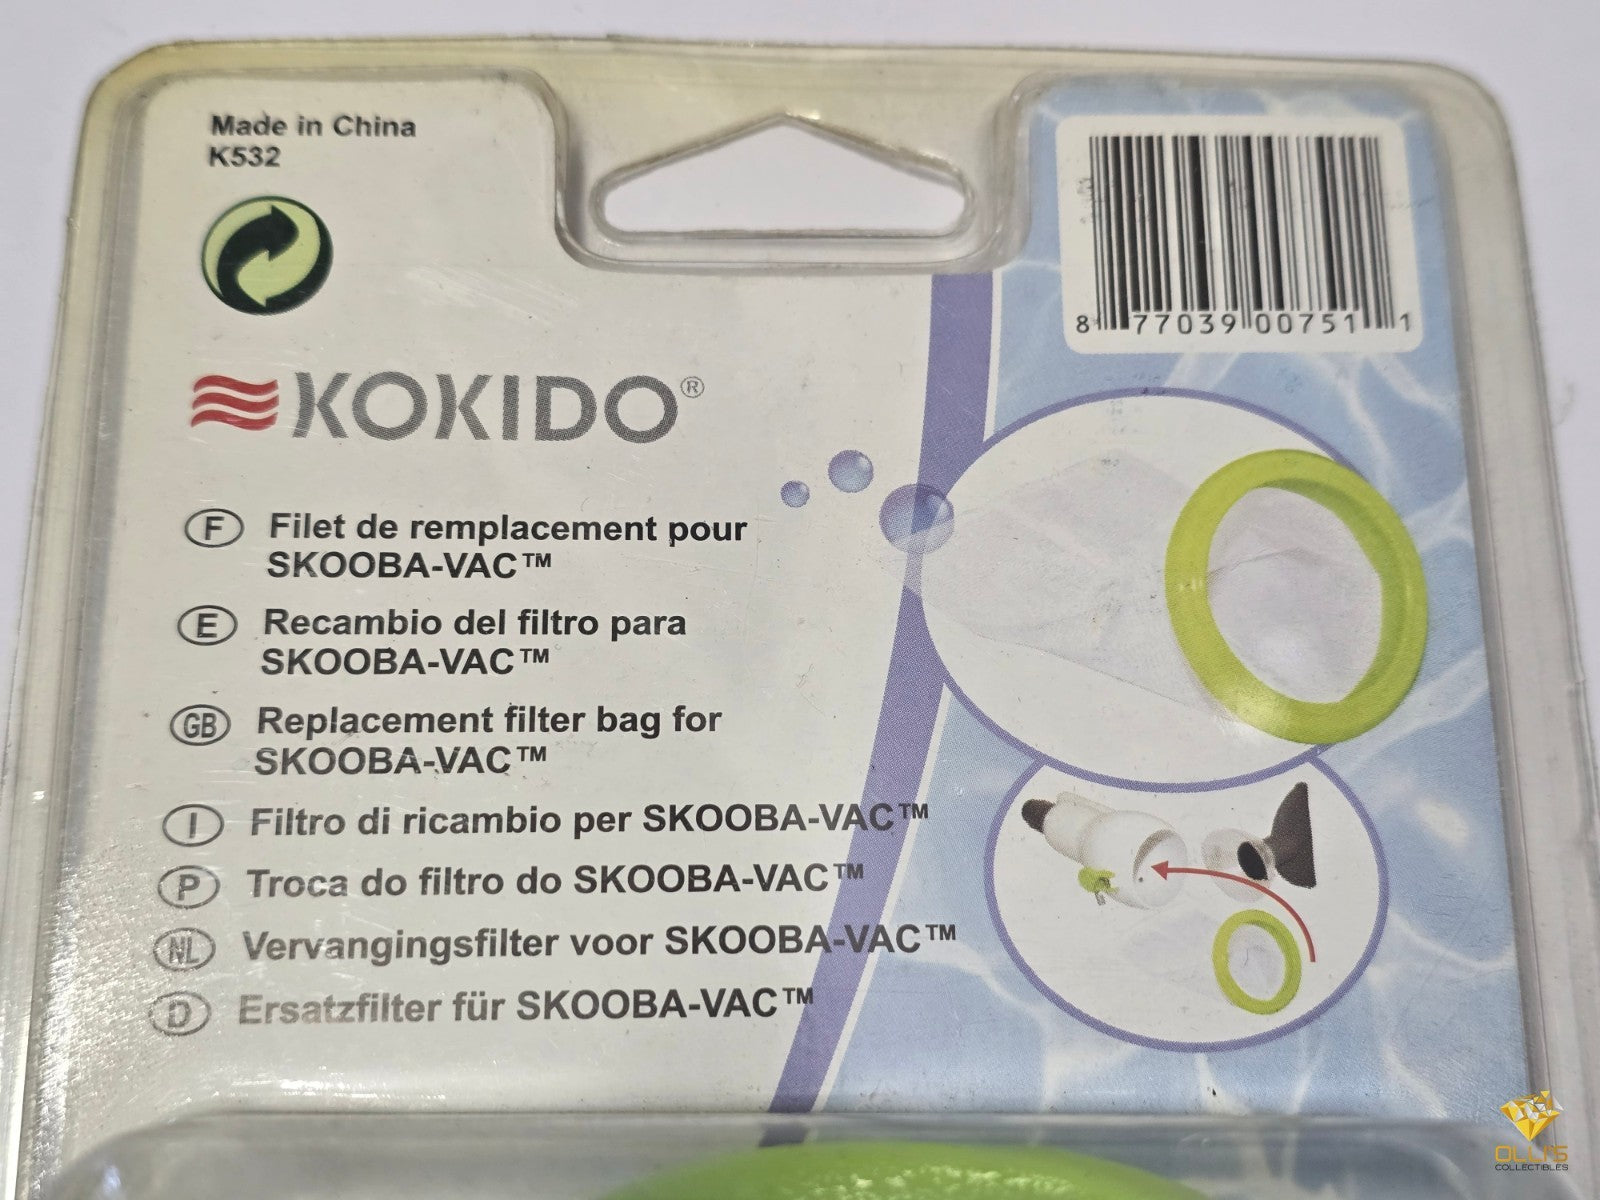 Made in China
K532
8 77039 00751 1
KOKIDO®
F Filet de remplacement pour
SKOOBA-VAC™
E Recambio del filtro para
SKOOBA-VAC™
GB Replacement filter bag for
SKOOBA-VAC™
I Filtro di ricambio per SKOOBA-VAC™
P Troca do filtro do SKOOBA-VAC™
NL Vervangingsfilter voor SKOOBA-VAC™
D Ersatzfilter für SKOOBA-VAC™
OLLI'S
COLLECTIBLES